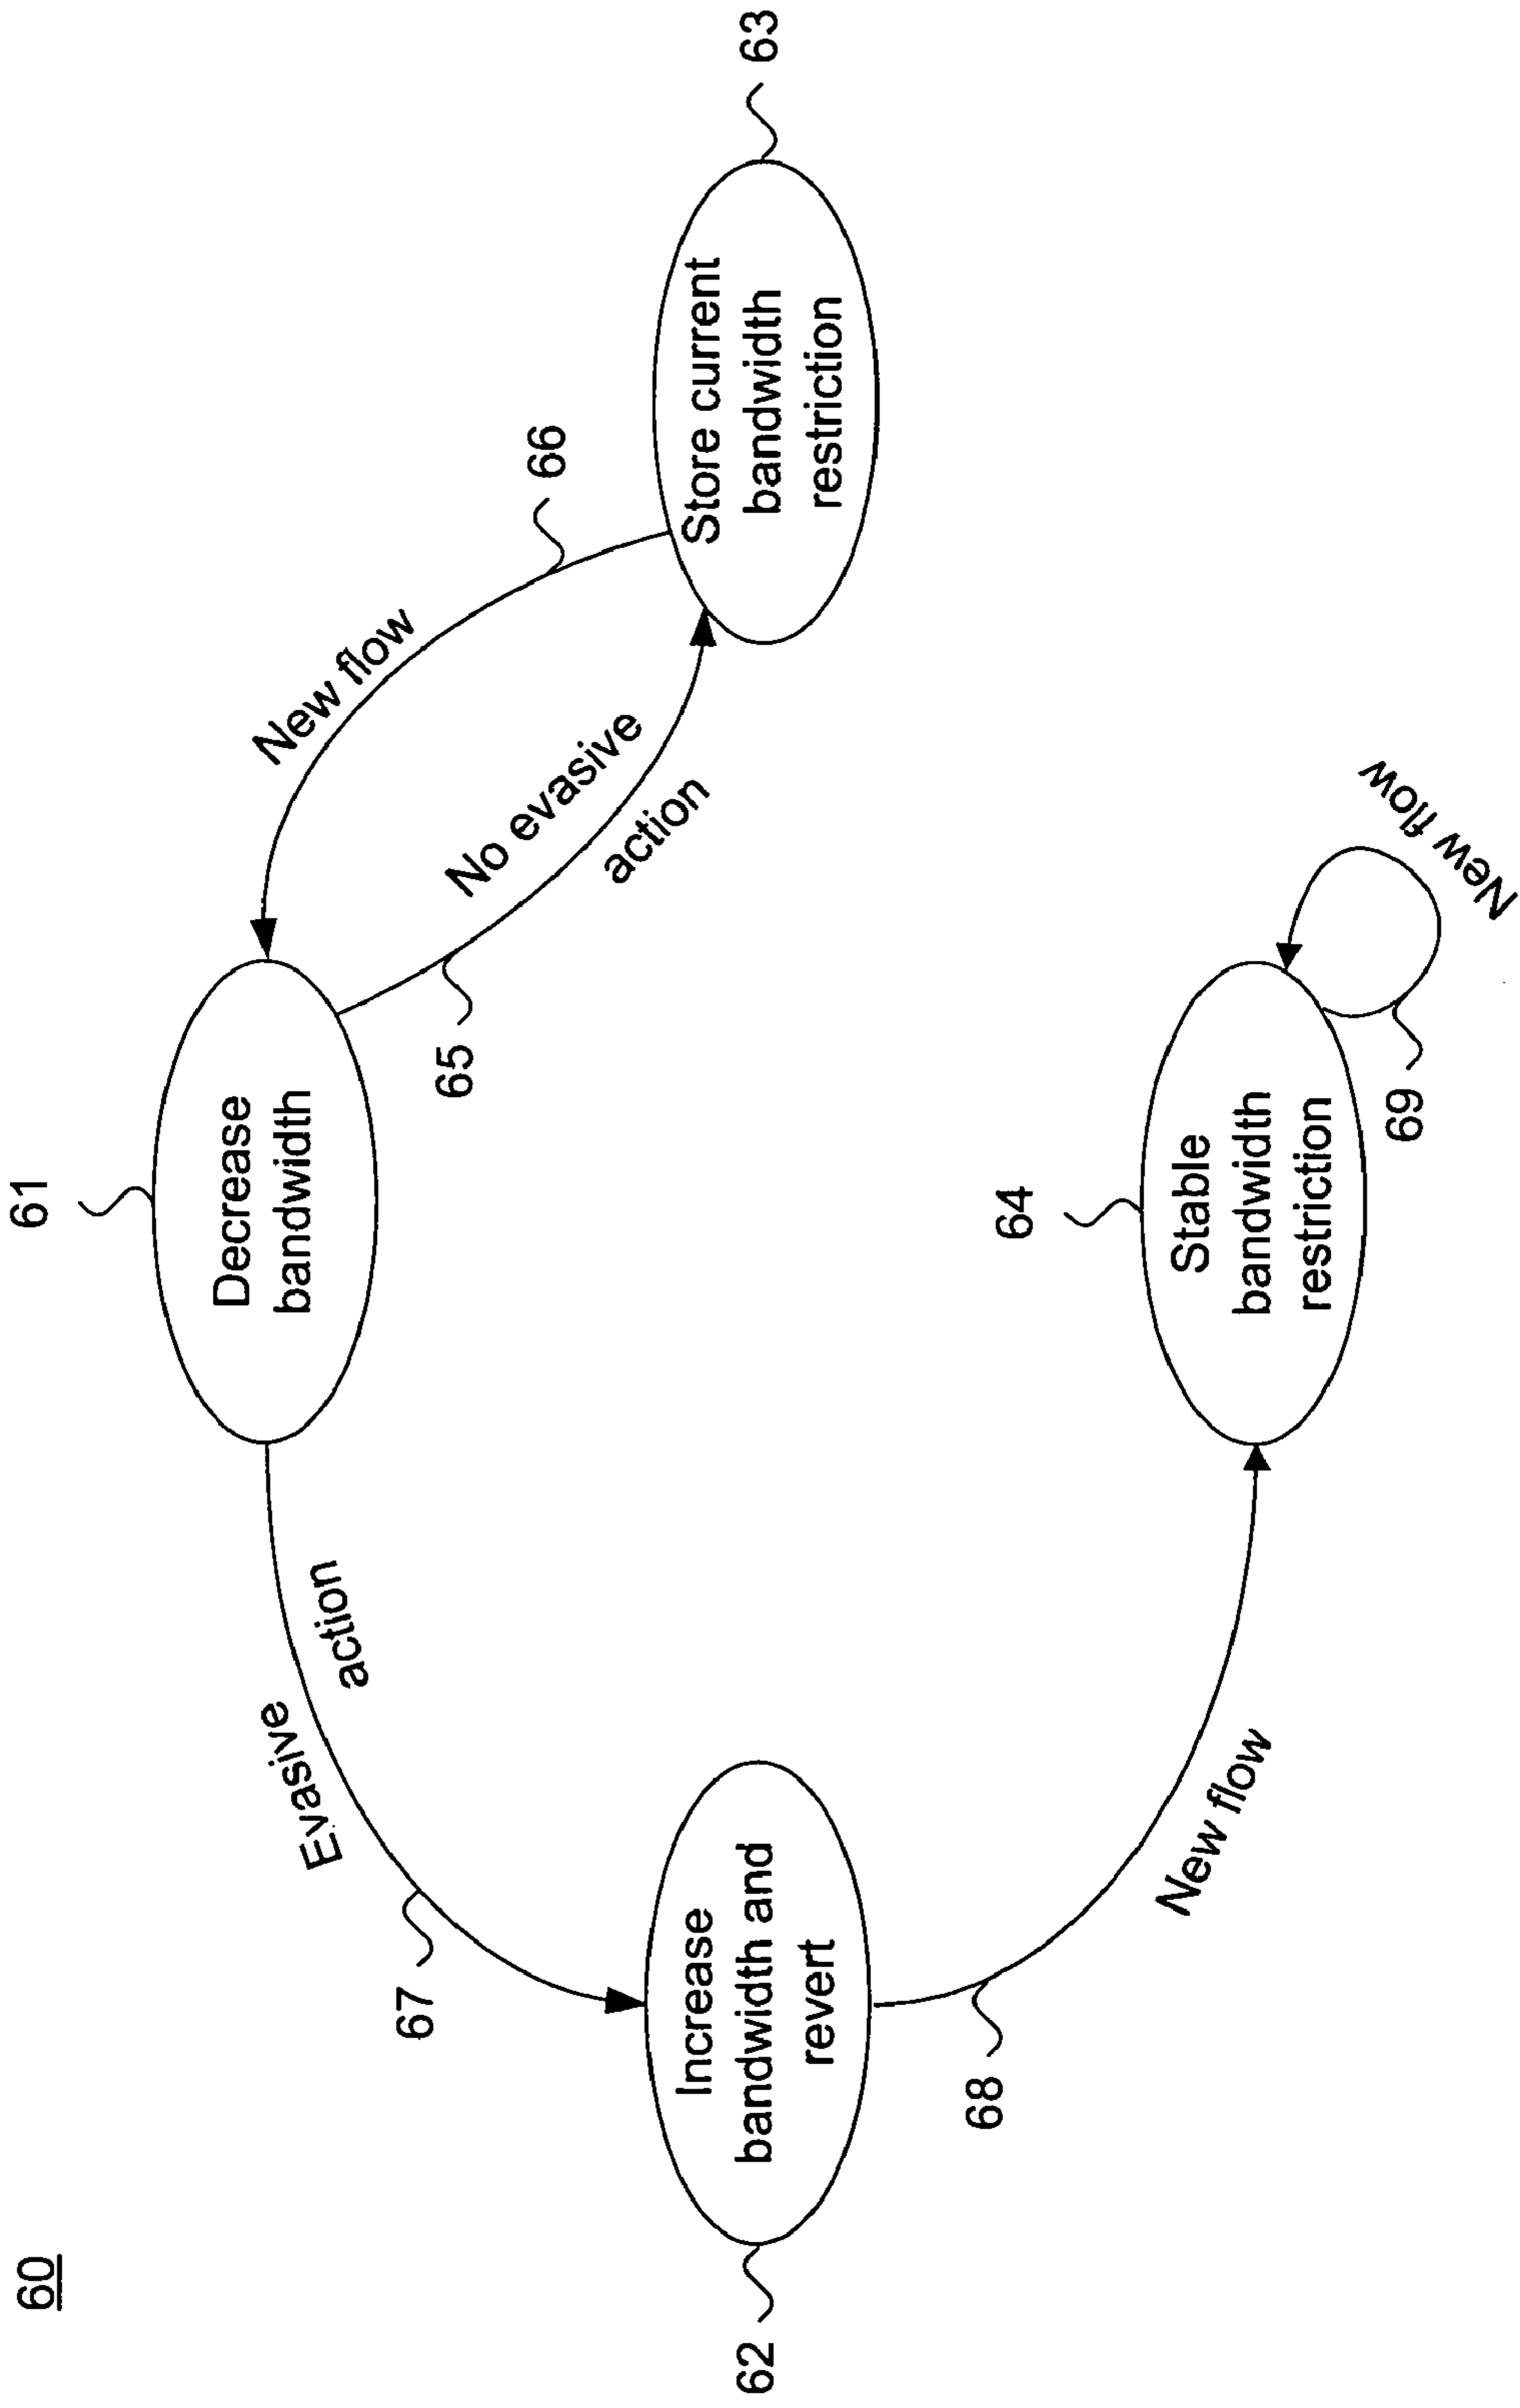 60
61
Decrease
bandwidth
Evasive
action
67
New flow
66
No evasive
action
65
62
Increase
bandwidth and
revert
Store current
bandwidth
restriction
63
68
New flow
64
Stable
bandwidth
restriction
69
New flow